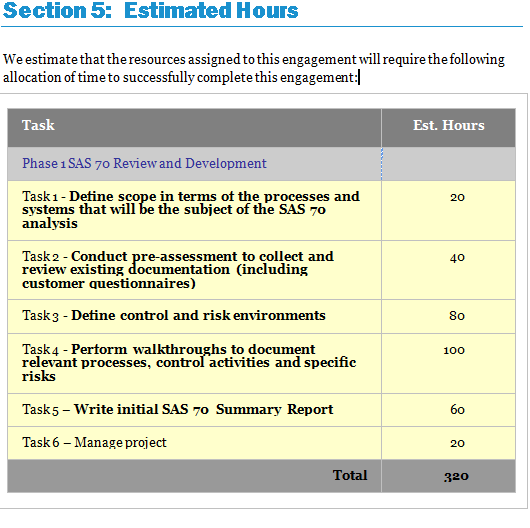 Section 5:  Estimated Hours
We estimate that the resources assigned to this engagement will require the following
allocation of time to successfully complete this engagement:
Task Est. Hours
Phase 1 SAS 70 Review and Development
Task 1 - Define scope in terms of the processes and 20
systems that will be the subject of the SAS 70
analysis
Task 2 - Conduct pre-assessment to collect and 40
review existing documentation (including
customer questionnaires)
Task 3 - Define control and risk environments 80
Task 4 - Perform walkthroughs to document 100
relevant processes, control activities and specific
risks
Task 5 – Write initial SAS 70  Summary Report 60
Task 6 – Manage project 20
Total 320